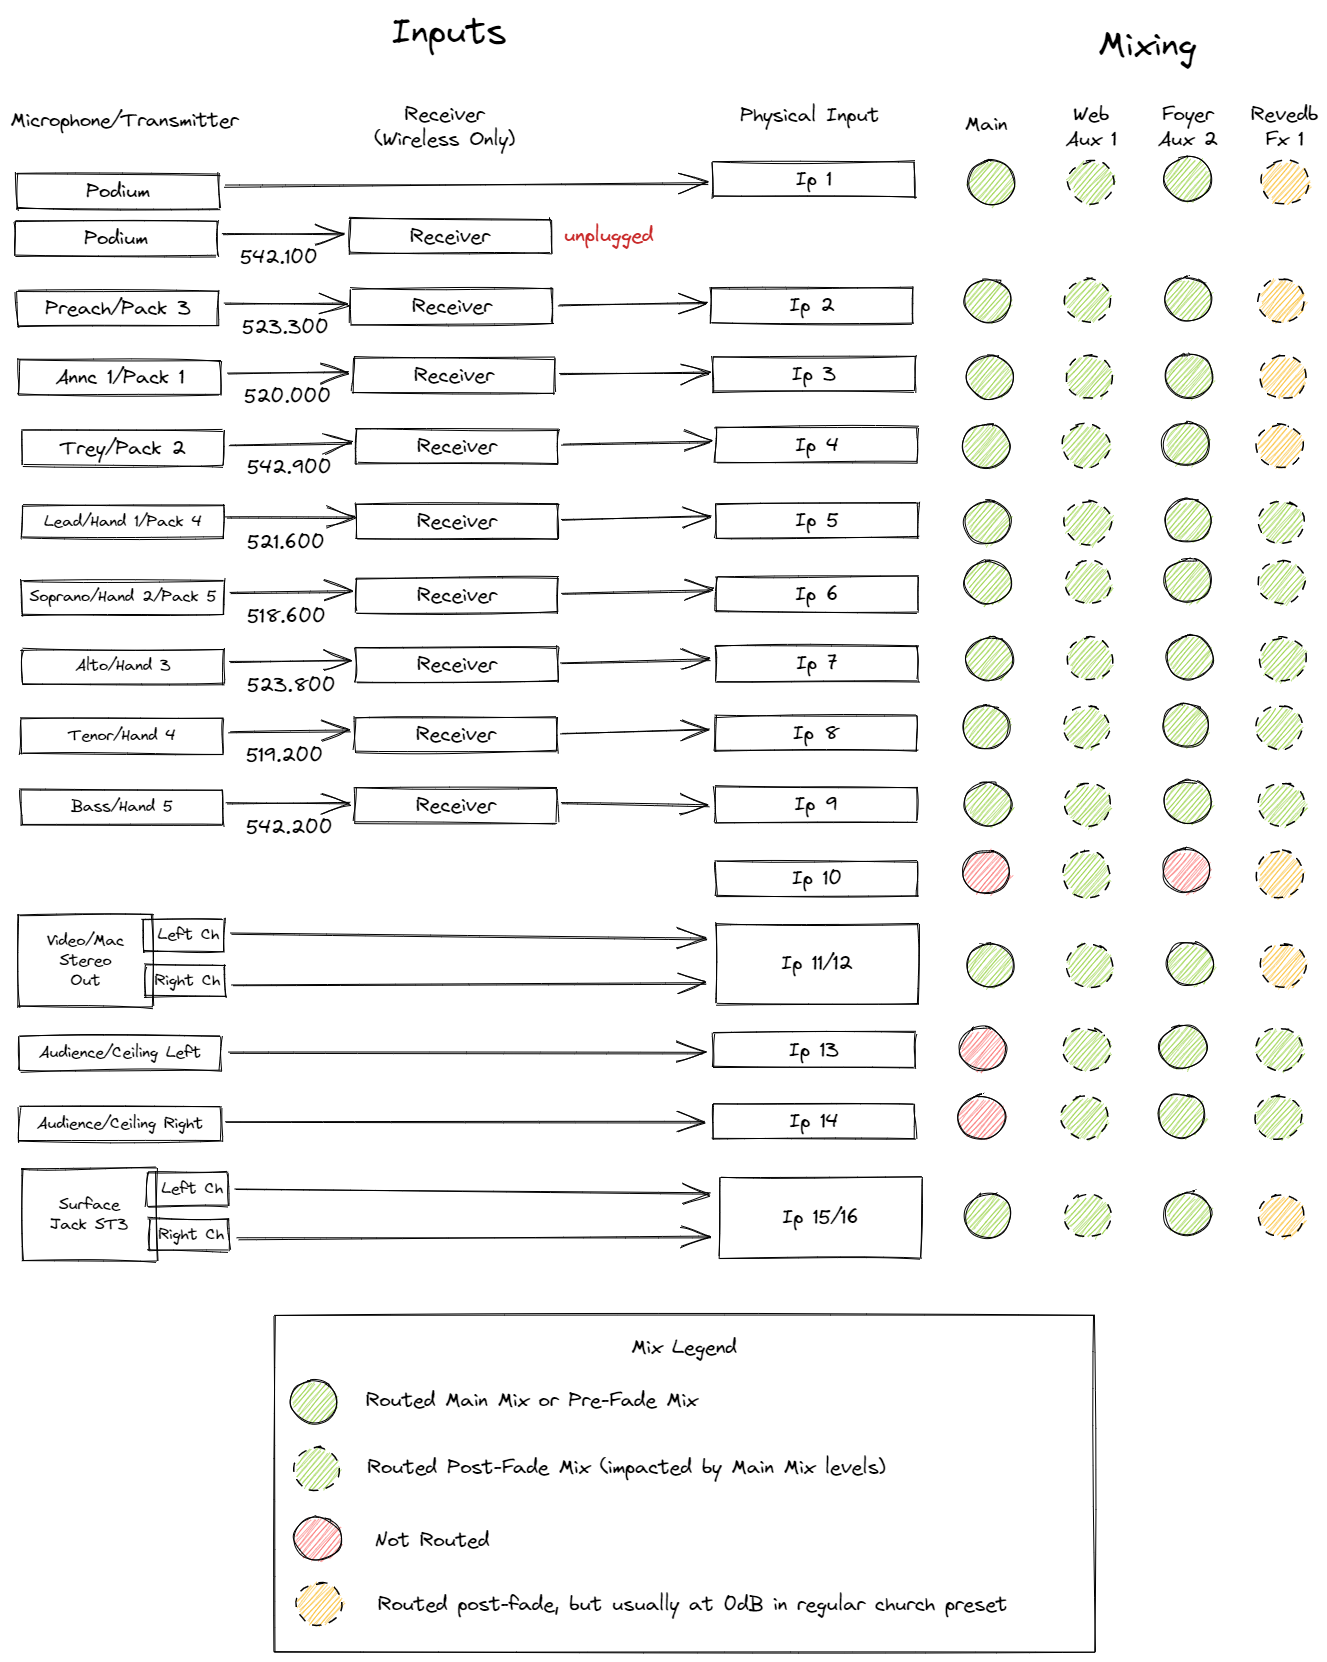 Inputs
Mixing
Microphone/Transmitter
Receiver
(Wireless Only)
Physical Input
Main
Web
Aux 1
Foyer
Aux 2
Revedb
Fx 1
Podium
Ip 1
Podium
542.100
Receiver
unplugged
Preach/Pack 3
523.300
Receiver
Ip 2
Annc 1/Pack 1
520.000
Receiver
Ip 3
Trey/Pack 2
542.900
Receiver
Ip 4
Lead/Hand 1/Pack 4
521.600
Receiver
Ip 5
Soprano/Hand 2/Pack 5
518.600
Receiver
Ip 6
Alto/Hand 3
523.800
Receiver
Ip 7
Tenor/Hand 4
519.200
Receiver
Ip 8
Bass/Hand 5
542.200
Receiver
Ip 9
Ip 10
Video/Mac
Stereo
Out
Left Ch
Right Ch
Ip 11/12
Audience/Ceiling Left
Ip 13
Audience/Ceiling Right
Ip 14
Surface
Jack ST3
Left Ch
Right Ch
Ip 15/16
Mix Legend
Routed Main Mix or Pre-Fade Mix
Routed Post-Fade Mix (impacted by Main Mix levels)
Not Routed
Routed post-fade, but usually at 0dB in regular church preset